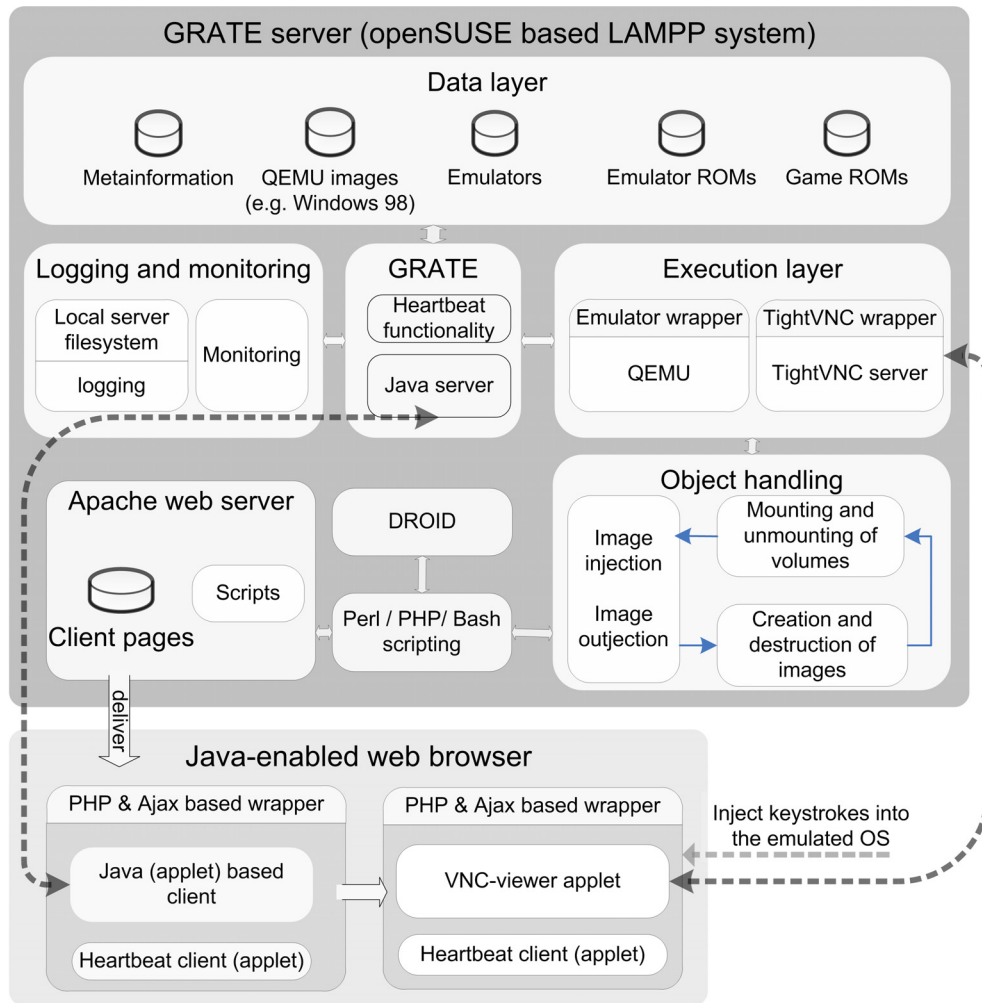 GRATE server (openSUSE based LAMPP system)
Data layer
Metainformation
QEMU images
(e.g. Windows 98)
Emulators
Emulator ROMs
Game ROMs
Logging and monitoring
Local server
filesystem
logging
Monitoring
GRATE
Heartbeat
functionality
Java server
Execution layer
Emulator wrapper
QEMU
TightVNC wrapper
TightVNC server
Apache web server
Client pages
Scripts
DROID
Perl / PHP/ Bash
scripting
Object handling
Image
injection
Image
outjection
Mounting and
unmounting of
volumes
Creation and
destruction of
images
deliver
Java-enabled web browser
PHP & Ajax based wrapper
Java (applet) based
client
Heartbeat client (applet)
PHP & Ajax based wrapper
VNC-viewer applet
Heartbeat client (applet)
Inject keystrokes into
the emulated OS